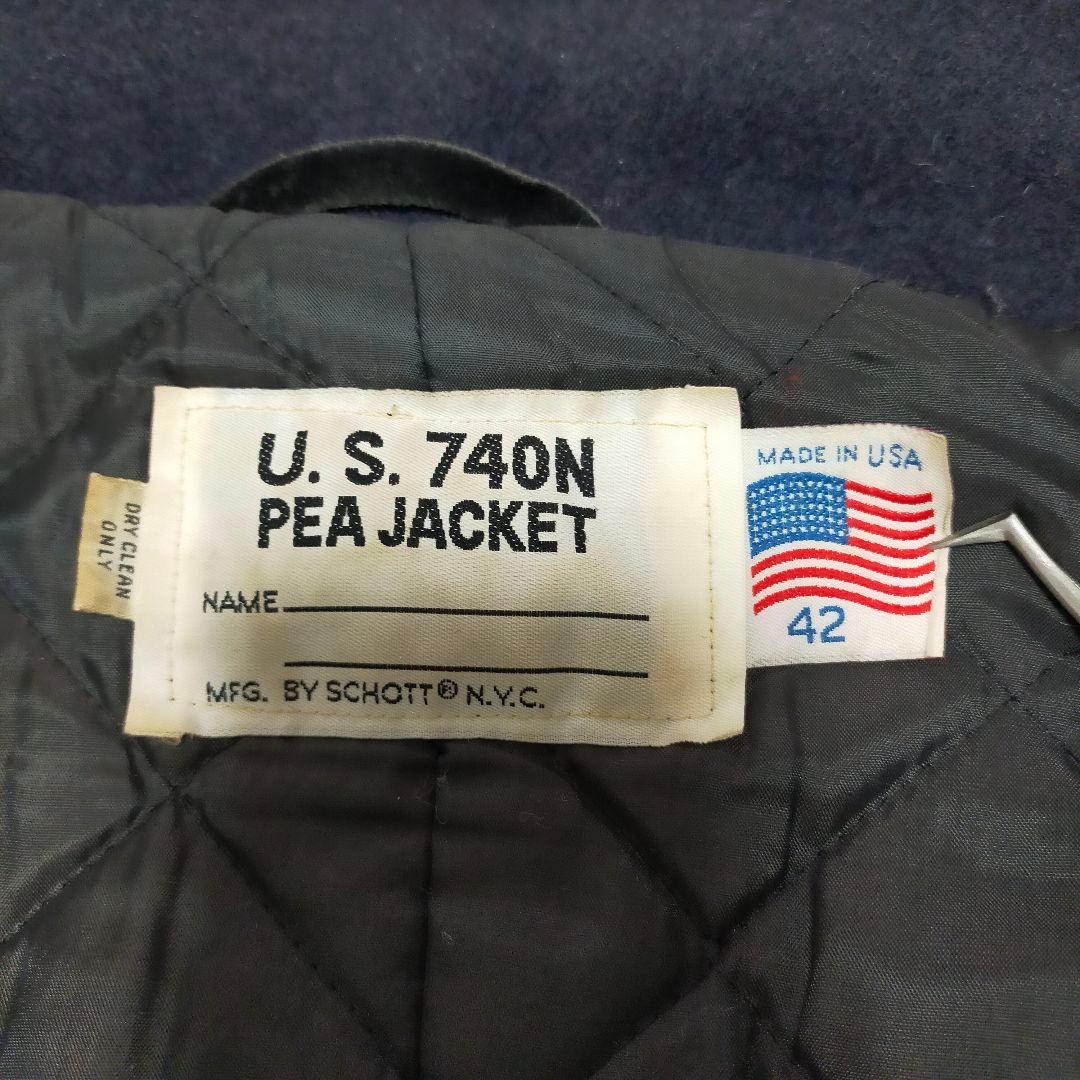 U. S. 740N
PEA JACKET
NAME
MFG. BY SCHOTT® N.Y.C.
MADE IN USA
42
DRY CLEAN
ONLY